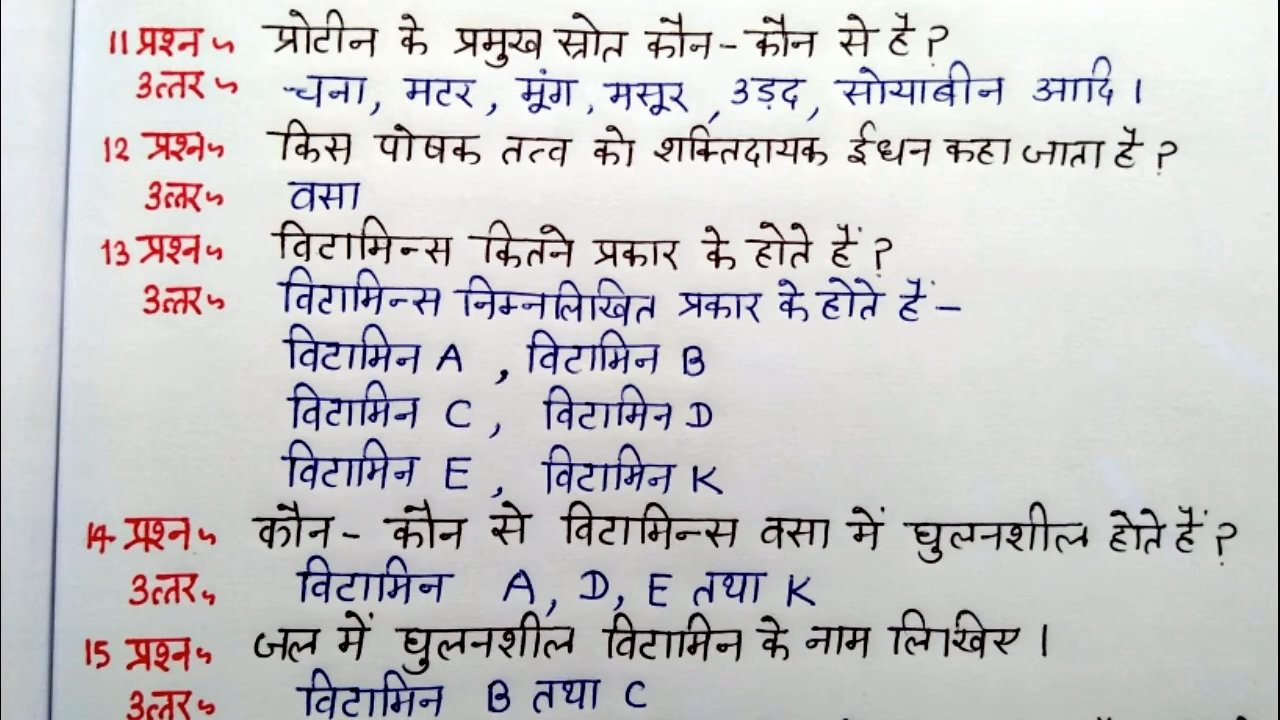 11 प्रश्न↳ प्रोटीन के प्रमुख स्रोत कौन-कौन से है ?
उत्तर↳ चना, मटर, मूंग, मसूर, उड़द, सोयाबीन आदि।
12 प्रश्न↳ किस पोषक तत्व को शक्तिदायक ईधन कहा जाता है ?
उत्तर↳ वसा
13 प्रश्न↳ विटामिन्स कितने प्रकार के होते हैं ?
उत्तर↳ विटामिन्स निम्नलिखित प्रकार के होते हैं -
विटामिन A , विटामिन B
विटामिन C, विटामिन D
विटामिन E, विटामिन K
14 प्रश्न↳ कौन- कौन से विटामिन्स वसा में घुलनशील होते हैं ?
उत्तर↳ विटामिन A, D, E तथा K
15 प्रश्न↳ जल में घुलनशील विटामिन के नाम लिखिए।
उत्तर↳ विटामिन B तथा C